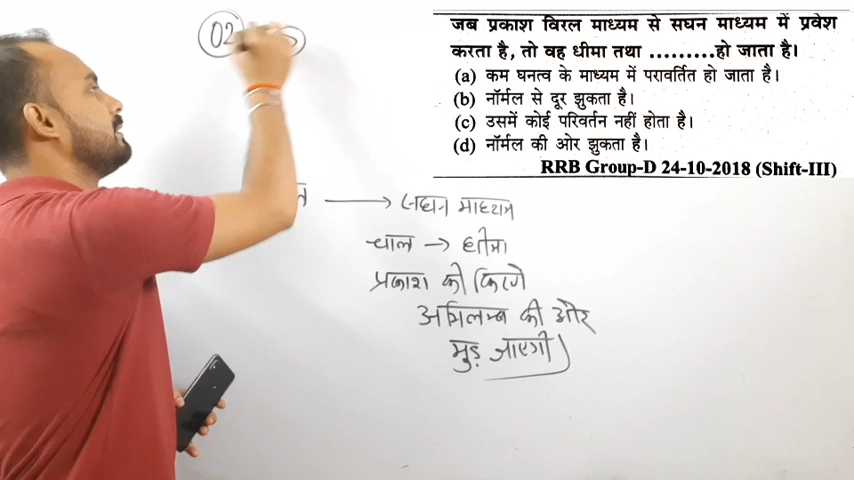 02
जब प्रकाश विरल माध्यम से सघन माध्यम में प्रवेश
करता है, तो वह धीमा तथा .........हो जाता है।
(a) कम घनत्व के माध्यम में परावर्तित हो जाता है।
(b) नॉर्मल से दूर झुकता है।
(c) उसमें कोई परिवर्तन नहीं होता है।
(d) नॉर्मल की ओर झुकता है।
RRB Group-D 24-10-2018 (Shift-III)
→ सघन माध्यम
चाल → धीमा
प्रकाश की किरणे
अभिलम्ब की ओर
मुड़ जाएगी